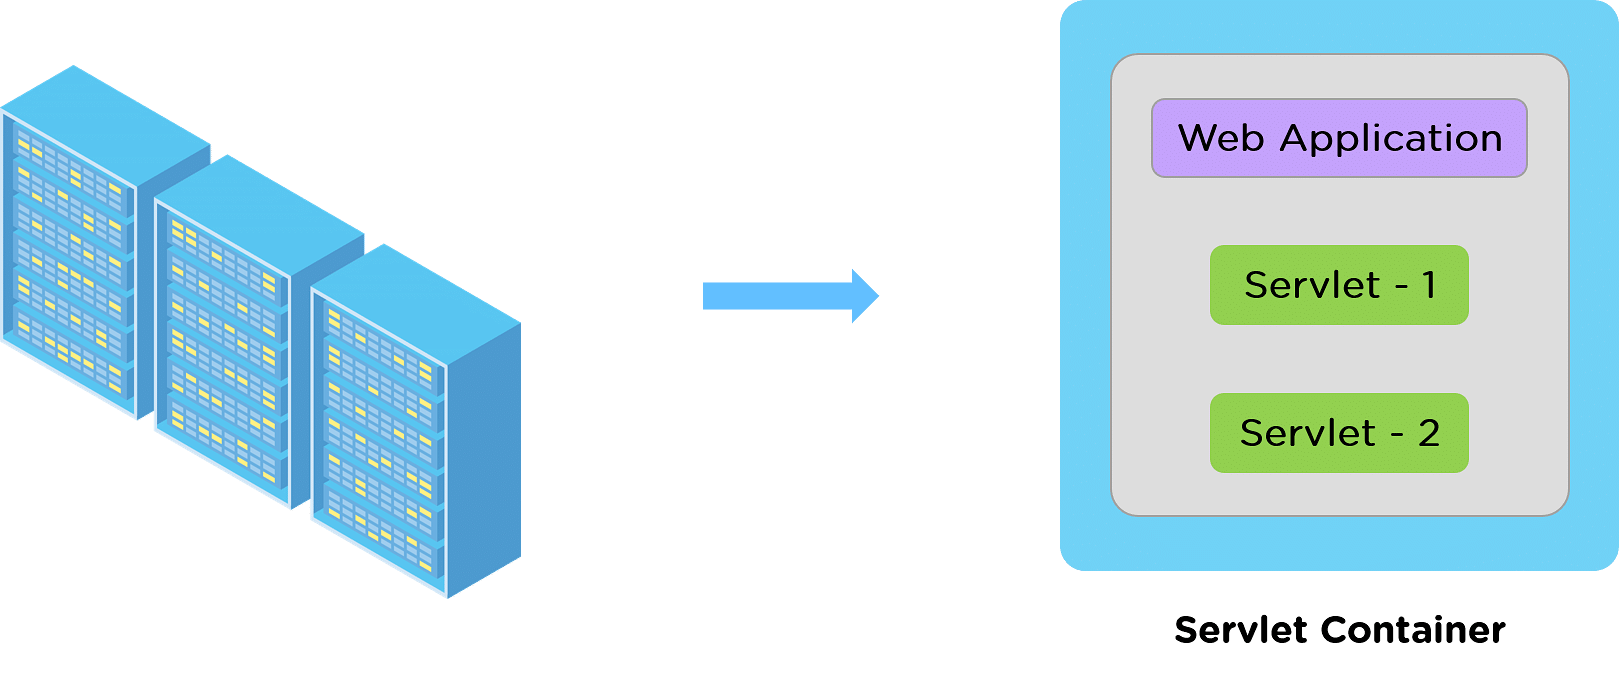 Web Application
Servlet - 1
Servlet - 2
Servlet Container